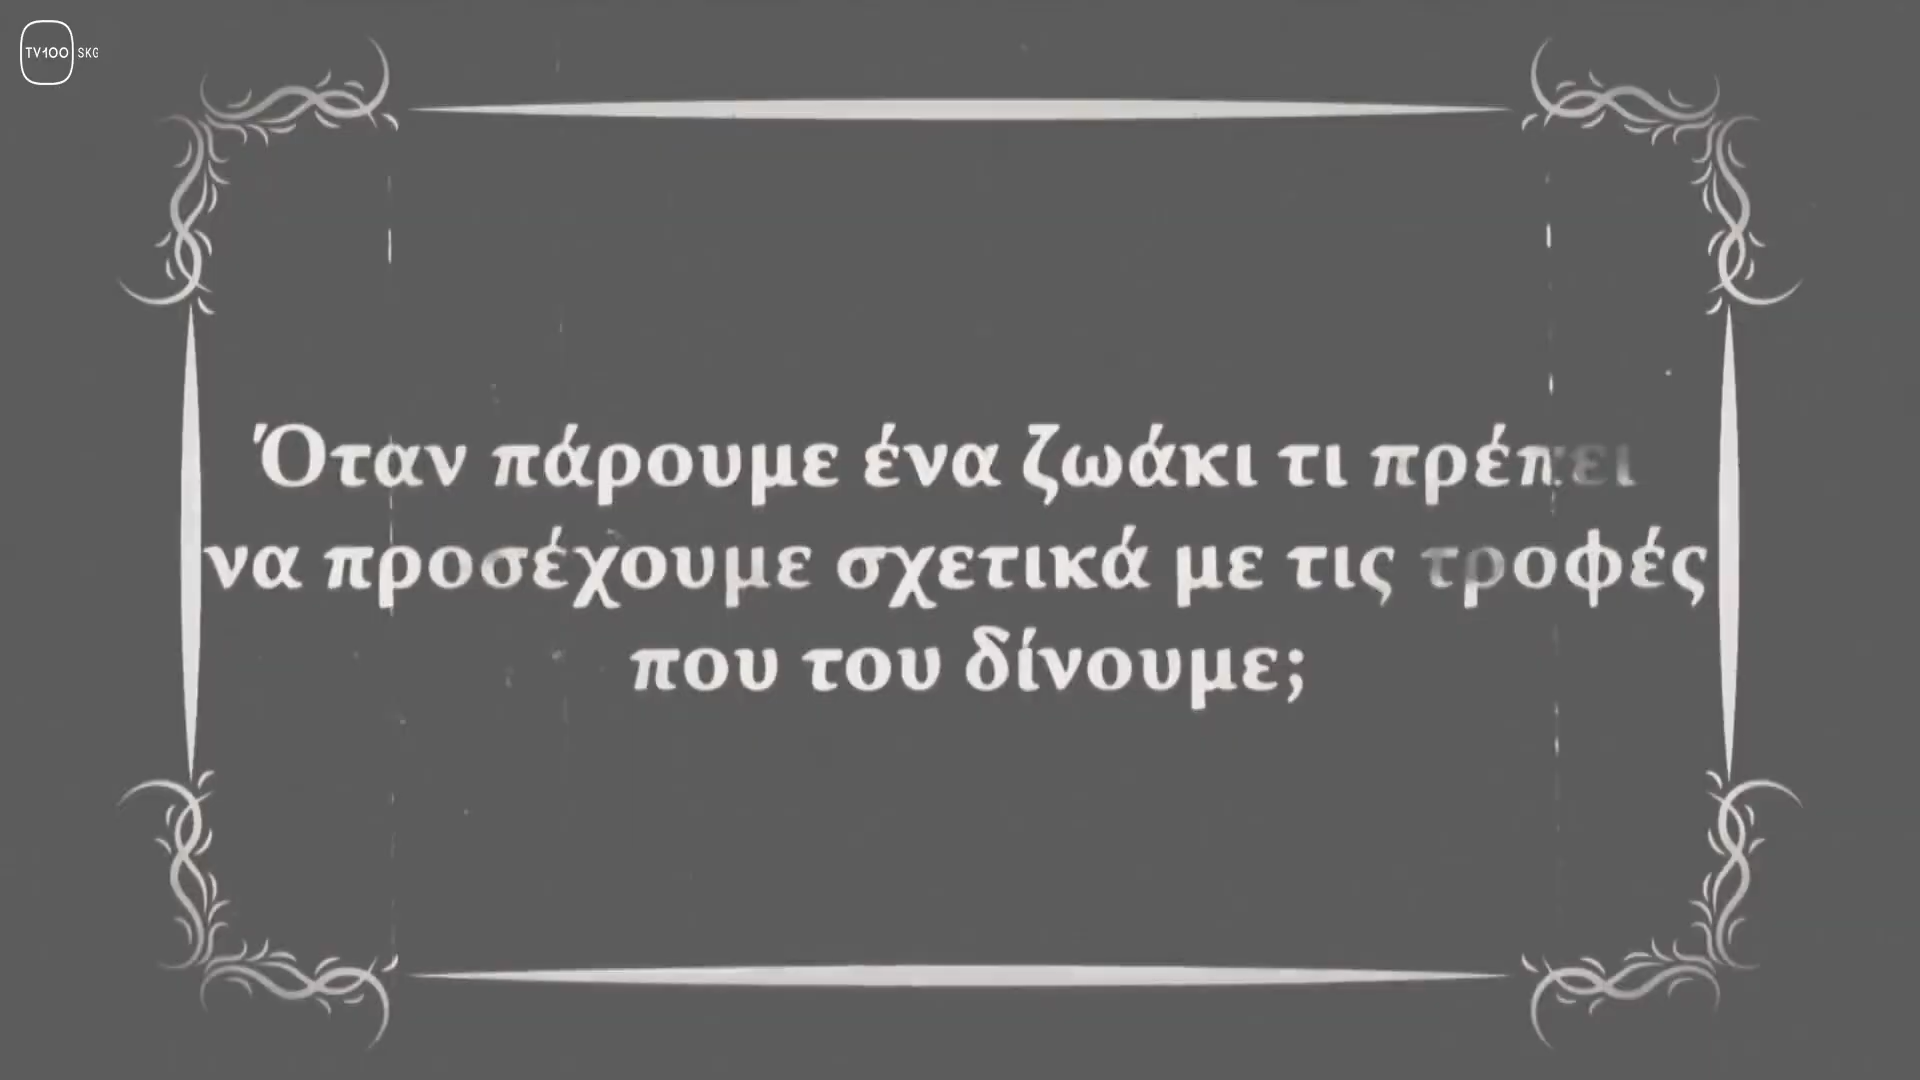 TV100 SKG
Όταν πάρουμε ένα ζωάκι τι πρέπει
να προσέχουμε σχετικά με τις τροφές
που του δίνουμε;